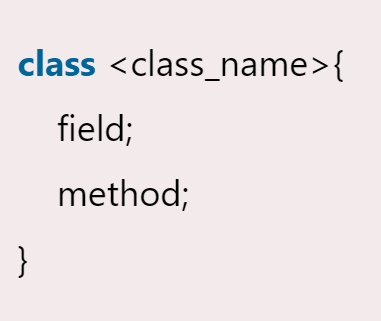 class <class_name>{
field;
method;
}